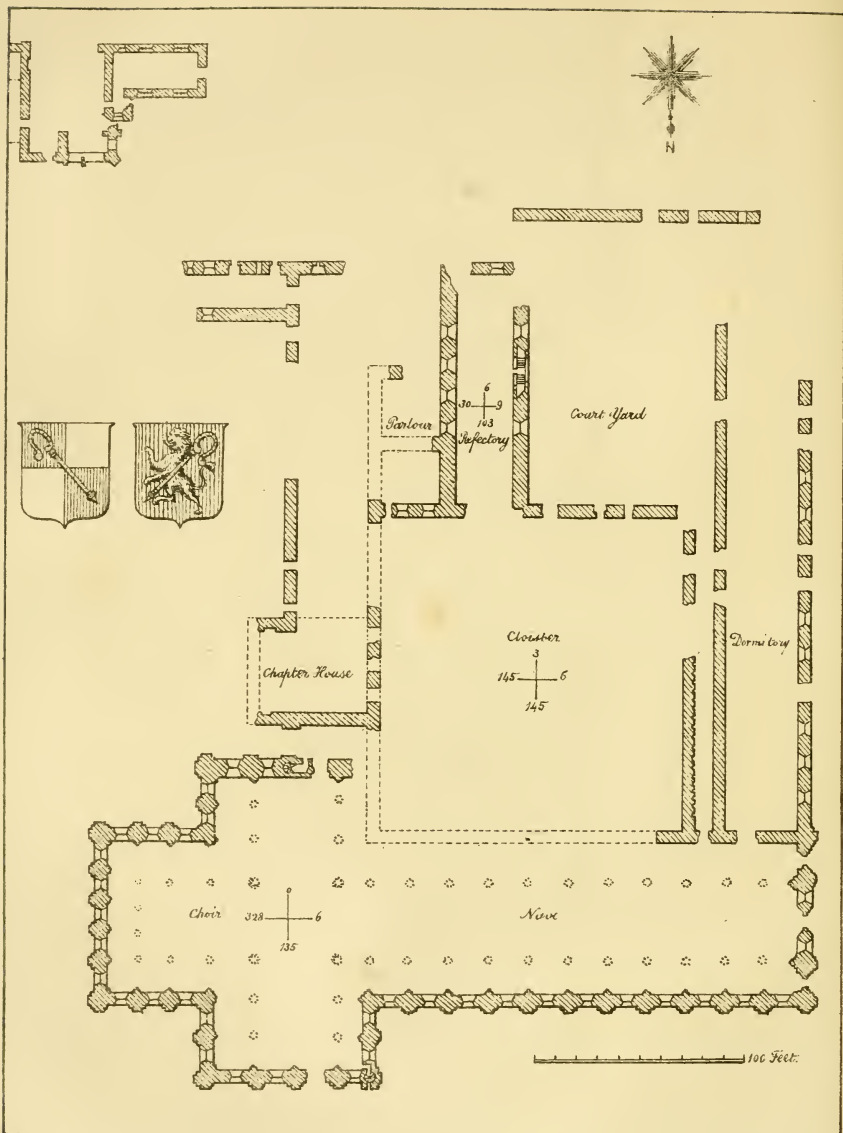 N
6
30 9
103
Parlour
Refectory
Court Yard
Cloister
3
145 6
145
Dormitory
Chapter House
0
Choir 328 6
135
Nave
100 Feet.